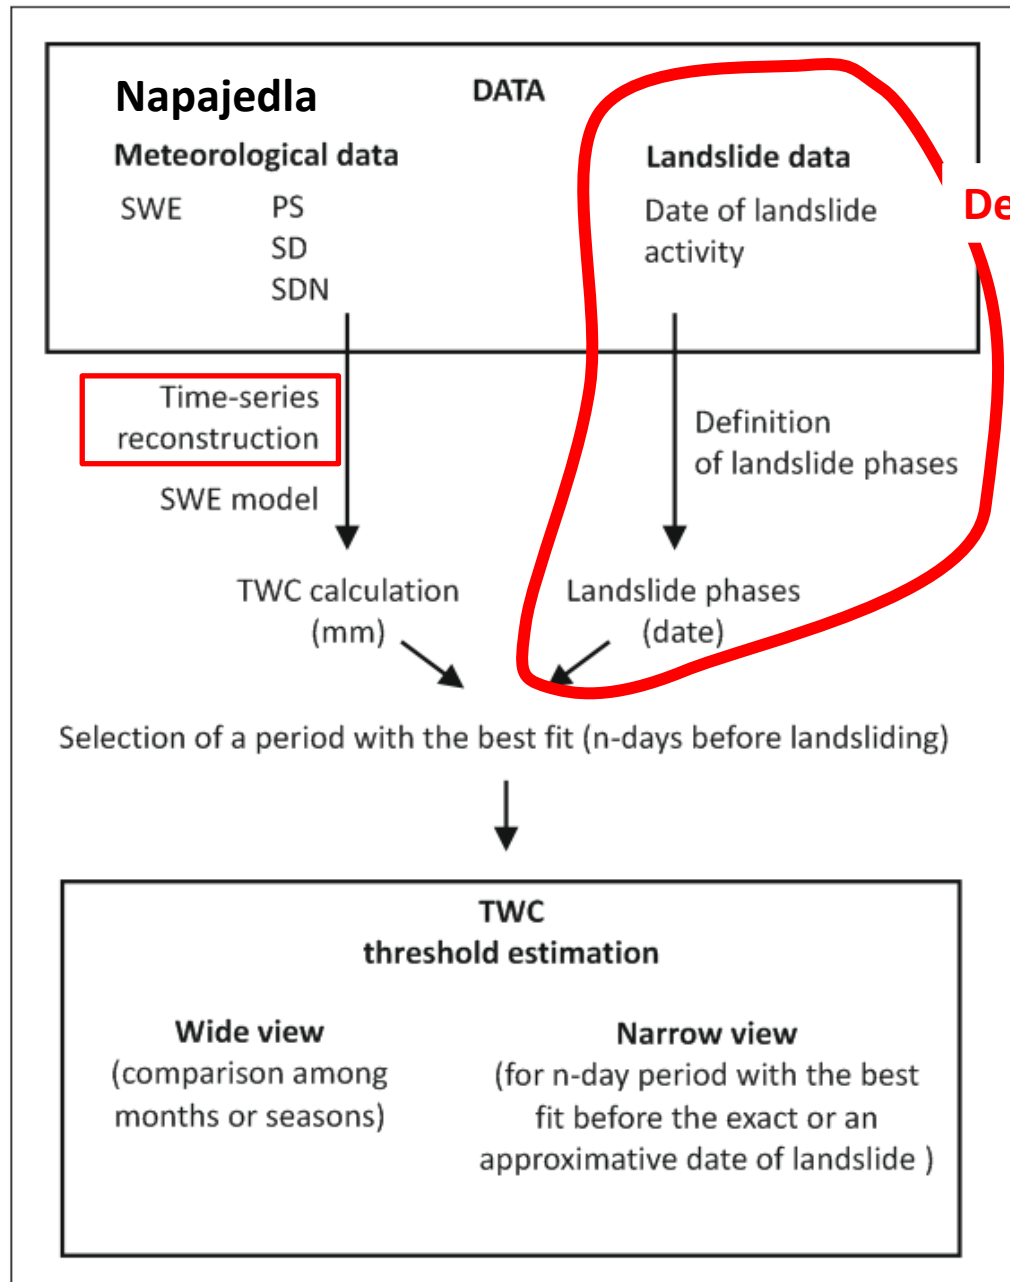 Napajedla
DATA
Meteorological data
SWE
PS
SD
SDN
Landslide data
Date of landslide
activity
Time-series
reconstruction
SWE model
Definition
of landslide phases
TWC calculation
(mm)
Landslide phases
(date)
Selection of a period with the best fit (n-days before landsliding)
TWC
threshold estimation
Wide view
(comparison among
months or seasons)
Narrow view
(for n-day period with the best
fit before the exact or an
approximative date of landslide )